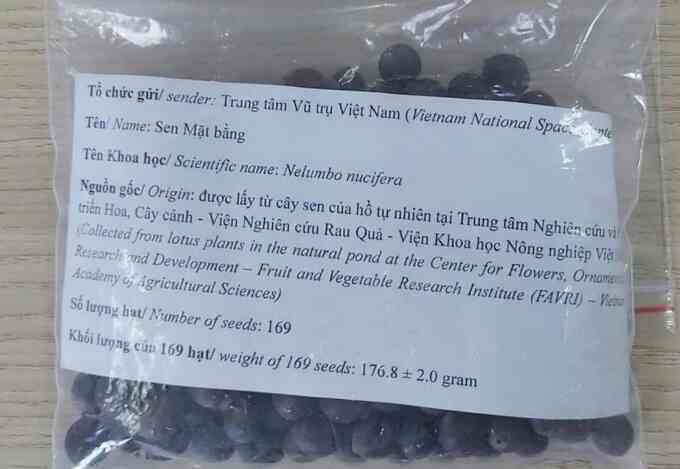 Tổ chức gửi/ sender: Trung tâm Vũ trụ Việt Nam (Vietnam National Space
Tên/ Name: Sen Mặt bằng
Tên Khoa học/ Scientific name: Nelumbo nucifera
Nguồn gốc/ Origin: được lấy từ cây sen của hồ tự nhiên tại Trung tâm Nghiên cứu và
triển Hoa, Cây cảnh - Viện Nghiên cứu Rau Quả - Viện Khoa học Nông nghiệp Việt
(Collected from lotus plants in the natural pond at the Center for Flowers,
Research and Development – Fruit and Vegetable Research Institute (FAVRI) –
Academy of Agricultural Sciences)
Số lượng hạt/ Number of seeds: 169
Khối lượng của 169 hạt/ weight of 169 seeds: 176.8 ± 2.0 gram